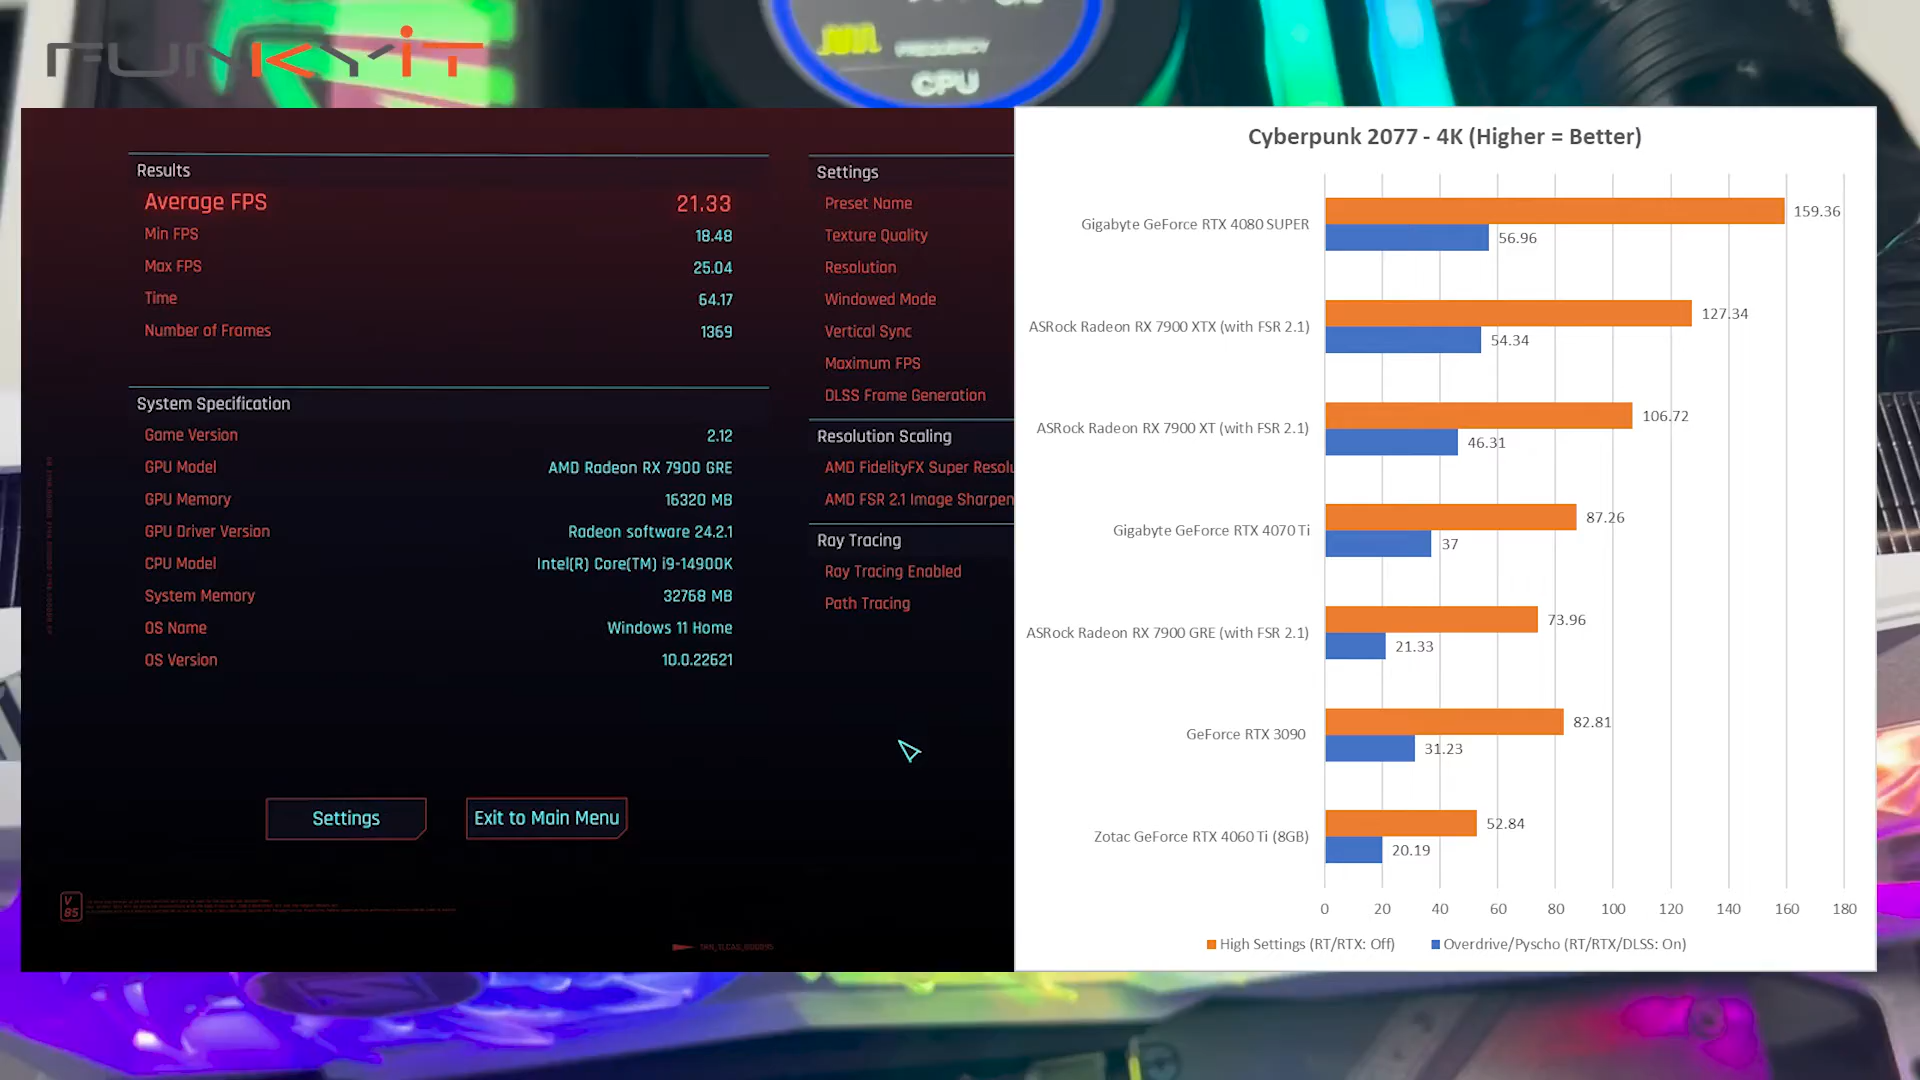 FUNKYiT
FREQUENCY
CPU
Results
Average FPS 21.33
Min FPS 18.48
Max FPS 25.04
Time 64.17
Number of Frames 1369
System Specification
Game Version 2.12
GPU Model AMD Radeon RX 7900 GRE
GPU Memory 16320 MB
GPU Driver Version Radeon software 24.2.1
CPU Model Intel(R) Core(TM) i9-14900K
System Memory 32768 MB
OS Name Windows 11 Home
OS Version 10.0.22621
Settings
Exit to Main Menu
V
85
Settings
Preset Name
Texture Quality
Resolution
Windowed Mode
Vertical Sync
Maximum FPS
DLSS Frame Generation
Resolution Scaling
AMD FidelityFX Super Resolu
AMD FSR 2.1 Image Sharpen
Ray Tracing
Ray Tracing Enabled
Path Tracing
Cyberpunk 2077 - 4K (Higher = Better)
Gigabyte GeForce RTX 4080 SUPER
159.36
56.96
ASRock Radeon RX 7900 XTX (with FSR 2.1)
127.34
54.34
ASRock Radeon RX 7900 XT (with FSR 2.1)
106.72
46.31
Gigabyte GeForce RTX 4070 Ti
87.26
37
ASRock Radeon RX 7900 GRE (with FSR 2.1)
73.96
21.33
GeForce RTX 3090
82.81
31.23
Zotac GeForce RTX 4060 Ti (8GB)
52.84
20.19
0 20 40 60 80 100 120 140 160 180
High Settings (RT/RTX: Off) Overdrive/Pyscho (RT/RTX/DLSS: On)